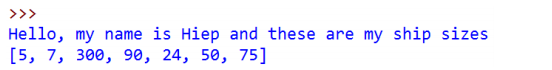 >>>
Hello, my name is Hiep and these are my ship sizes
[5, 7, 300, 90, 24, 50, 75]